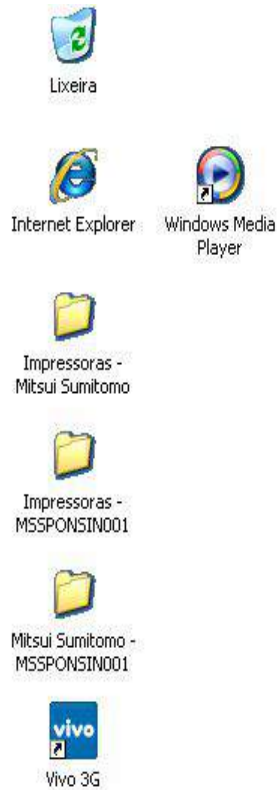 Lixeira
Internet Explorer
Windows Media
Player
Impressoras -
Mitsui Sumitomo
Impressoras -
MSSPONSIN001
Mitsui Sumitomo -
MSSPONSIN001
vivo
Vivo 3G